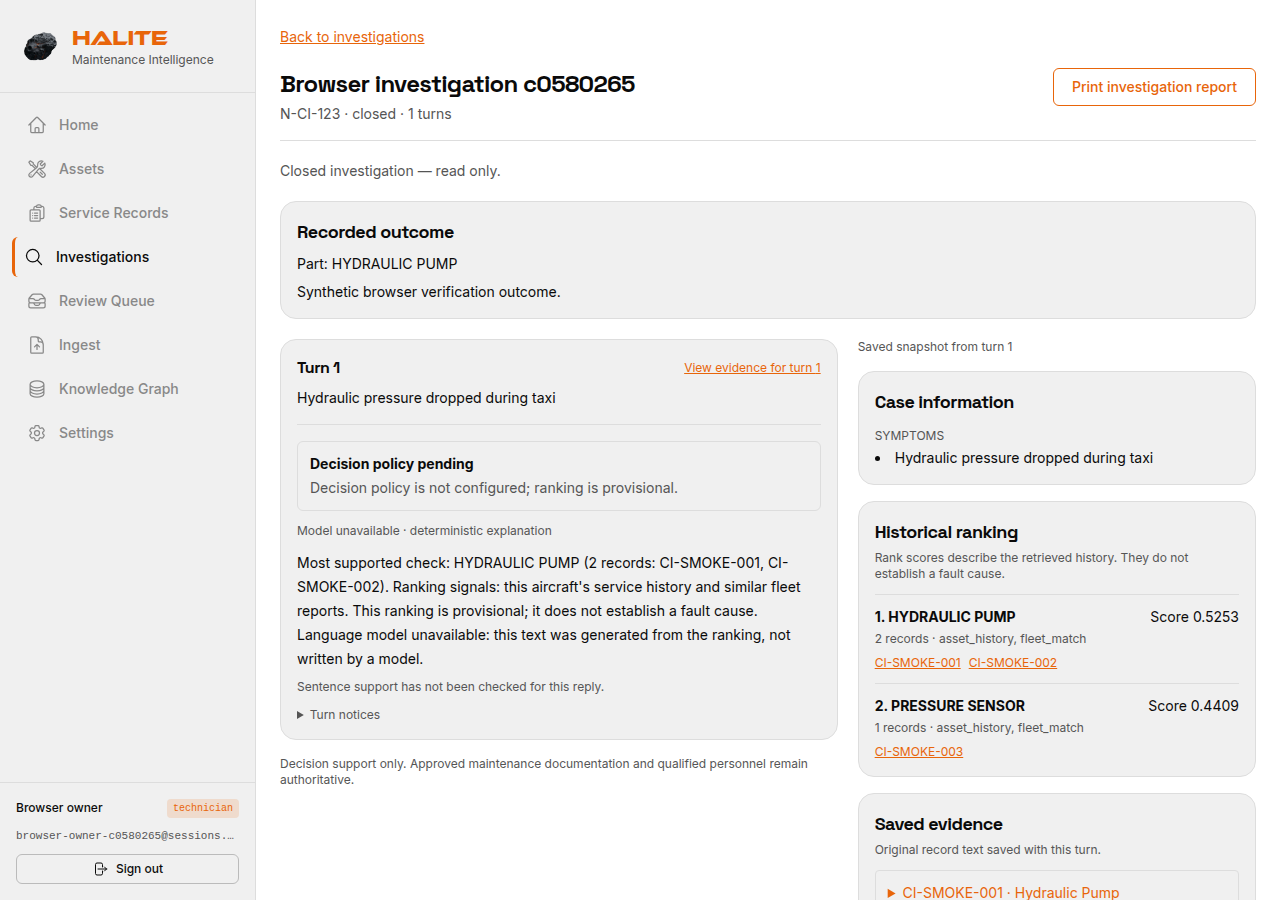 HALITE
Maintenance Intelligence
Home
Assets
Service Records
Investigations
Review Queue
Ingest
Knowledge Graph
Settings
Browser owner
technician
browser-owner-c0580265@sessions.…
Sign out
Back to investigations
Browser investigation c0580265
N-CI-123 · closed · 1 turns
Print investigation report
Closed investigation — read only.
Recorded outcome
Part: HYDRAULIC PUMP
Synthetic browser verification outcome.
Turn 1
View evidence for turn 1
Hydraulic pressure dropped during taxi
Decision policy pending
Decision policy is not configured; ranking is provisional.
Model unavailable · deterministic explanation
Most supported check: HYDRAULIC PUMP (2 records: CI-SMOKE-001, CI-
SMOKE-002). Ranking signals: this aircraft's service history and similar fleet
reports. This ranking is provisional; it does not establish a fault cause.
Language model unavailable: this text was generated from the ranking, not
written by a model.
Sentence support has not been checked for this reply.
Turn notices
Decision support only. Approved maintenance documentation and qualified personnel remain
authoritative.
Saved snapshot from turn 1
Case information
SYMPTOMS
• Hydraulic pressure dropped during taxi
Historical ranking
Rank scores describe the retrieved history. They do not
establish a fault cause.
1. HYDRAULIC PUMP
Score 0.5253
2 records · asset_history, fleet_match
CI-SMOKE-001 CI-SMOKE-002
2. PRESSURE SENSOR
Score 0.4409
1 records · asset_history, fleet_match
CI-SMOKE-003
Saved evidence
Original record text saved with this turn.
CI-SMOKE-001 · Hydraulic Pump